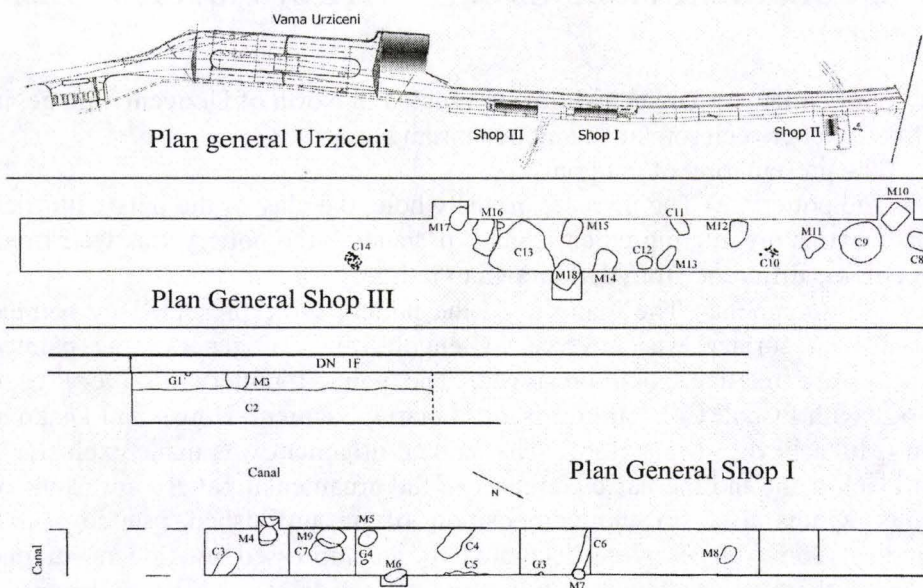 Vama Urziceni
Plan general Urziceni
Shop III
Shop I
Shop II
M10
M16
M17
M15
C11
M12
M11
C9
C8
C14
C13
C12
C10
M18
M14
M13
Plan General Shop III
DN 1F
G1
M3
C2
Canal
N
Plan General Shop I
Canal
M4
M9
M5
C3
C7
G4
C4
C6
M8
M6
C5
G3
M7